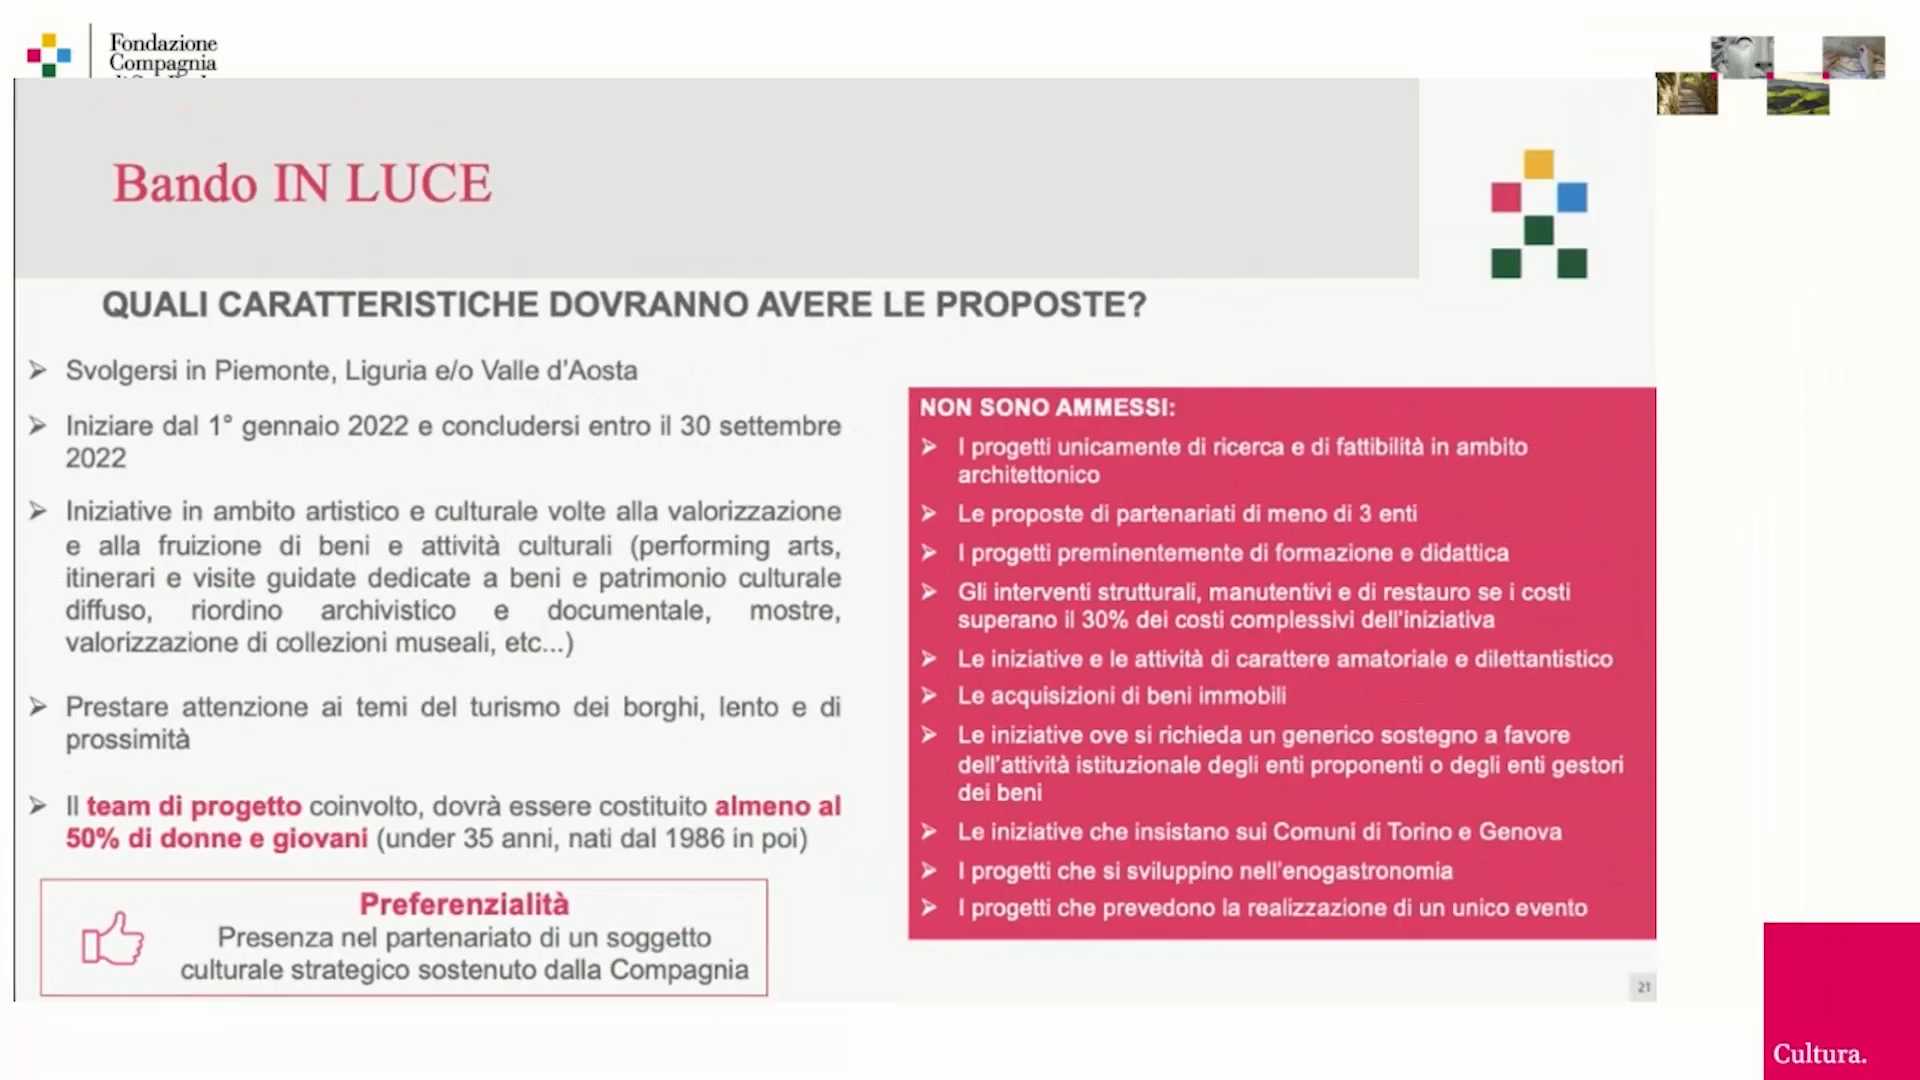 Fondazione
Compagnia
Bando IN LUCE
QUALI CARATTERISTICHE DOVRANNO AVERE LE PROPOSTE?
➢ Svolgersi in Piemonte, Liguria e/o Valle d'Aosta
➢ Iniziare dal 1° gennaio 2022 e concludersi entro il 30 settembre
2022
➢ Iniziative in ambito artistico e culturale volte alla valorizzazione
e alla fruizione di beni e attività culturali (performing arts,
itinerari e visite guidate dedicate a beni e patrimonio culturale
diffuso, riordino archivistico e documentale, mostre,
valorizzazione di collezioni museali, etc...)
➢ Prestare attenzione ai temi del turismo dei borghi, lento e di
prossimità
➢ Il team di progetto coinvolto, dovrà essere costituito almeno al
50% di donne e giovani (under 35 anni, nati dal 1986 in poi)
Preferenzialità
Presenza nel partenariato di un soggetto
culturale strategico sostenuto dalla Compagnia
NON SONO AMMESSI:
➢ I progetti unicamente di ricerca e di fattibilità in ambito
architettonico
➢ Le proposte di partenariati di meno di 3 enti
➢ I progetti preminentemente di formazione e didattica
➢ Gli interventi strutturali, manutentivi e di restauro se i costi
superano il 30% dei costi complessivi dell'iniziativa
➢ Le iniziative e le attività di carattere amatoriale e dilettantistico
➢ Le acquisizioni di beni immobili
➢ Le iniziative ove si richieda un generico sostegno a favore
dell'attività istituzionale degli enti proponenti o degli enti gestori
dei beni
➢ Le iniziative che insistano sui Comuni di Torino e Genova
➢ I progetti che si sviluppino nell'enogastronomia
➢ I progetti che prevedono la realizzazione di un unico evento
21
Cultura.